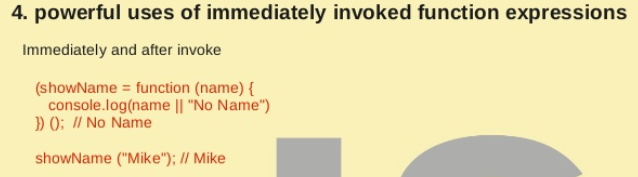 4. powerful uses of immediately invoked function expressions
Immediately and after invoke
(showName = function (name) {
console.log(name || "No Name")
}) ();  // No Name
showName ("Mike"); // Mike